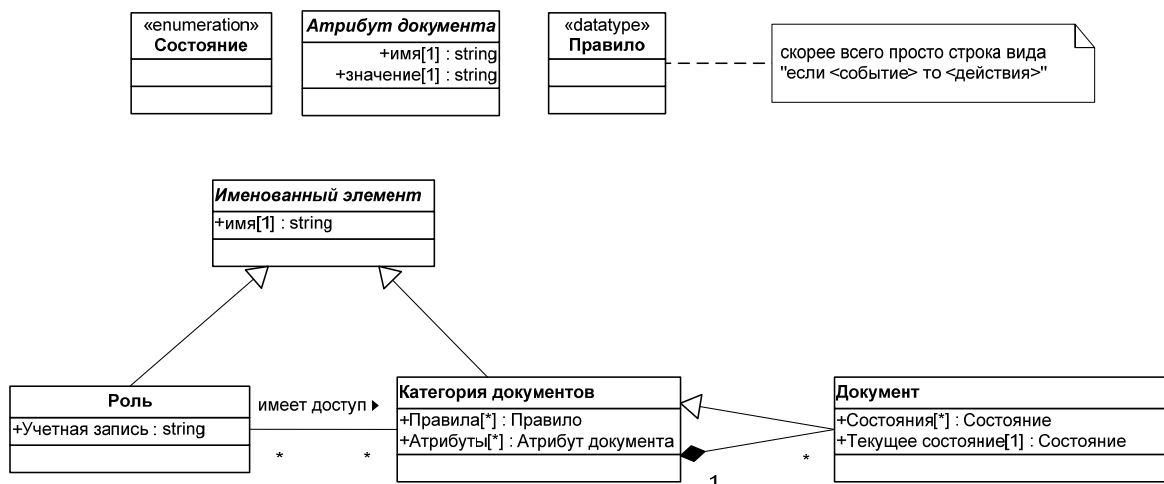 «enumeration»
Состояние
Атрибут документа
+имя[1] : string
+значение[1] : string
«datatype»
Правило
скорее всего просто строка вида
"если <событие> то <действия>"
Именованный элемент
+имя[1] : string
Роль
+Учетная запись : string
имеет доступ
*
*
Категория документов
+Правила[*] : Правило
+Атрибуты[*] : Атрибут документа
1
*
Документ
+Состояния[*] : Состояние
+Текущее состояние[1] : Состояние